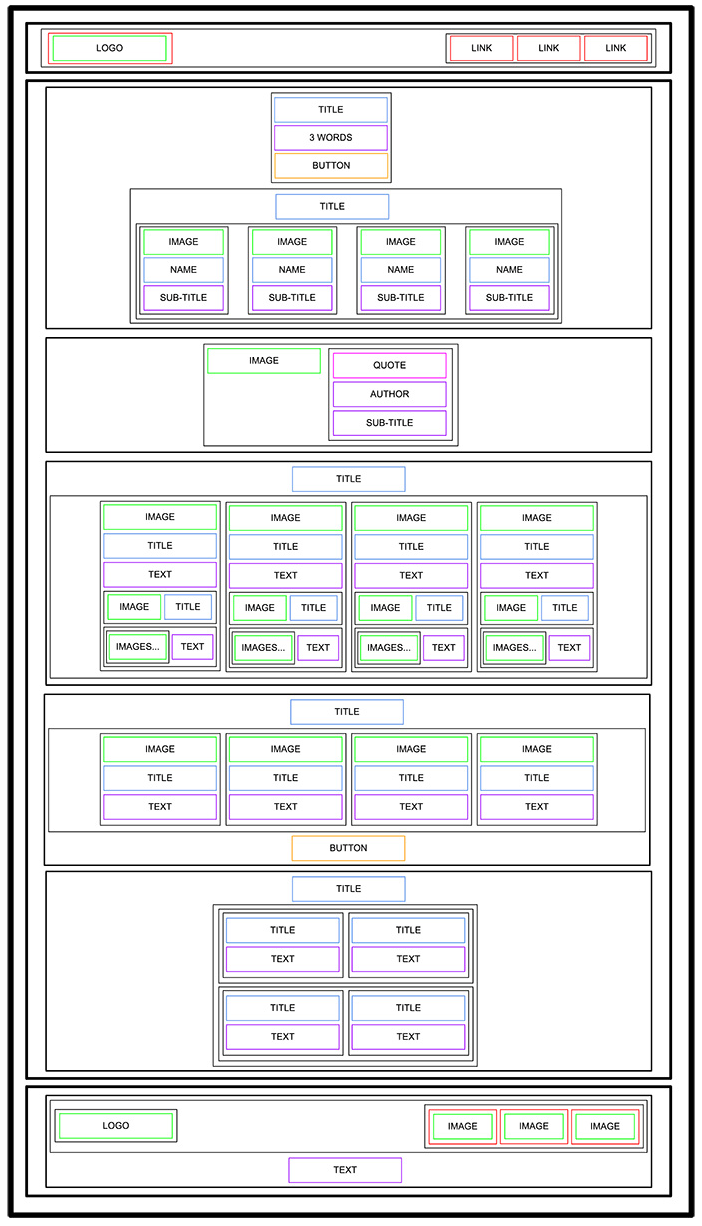 LOGO LINK LINK LINK
TITLE
3 WORDS
BUTTON
TITLE
IMAGE IMAGE IMAGE IMAGE
NAME NAME NAME NAME
SUB-TITLE SUB-TITLE SUB-TITLE SUB-TITLE
IMAGE QUOTE
AUTHOR
SUB-TITLE
TITLE
IMAGE IMAGE IMAGE IMAGE
TITLE TITLE TITLE TITLE
TEXT TEXT TEXT TEXT
IMAGE TITLE IMAGE TITLE IMAGE TITLE IMAGE TITLE
IMAGES... TEXT IMAGES... TEXT IMAGES... TEXT IMAGES... TEXT
TITLE
IMAGE IMAGE IMAGE IMAGE
TITLE TITLE TITLE TITLE
TEXT TEXT TEXT TEXT
BUTTON
TITLE
TITLE TITLE
TEXT TEXT
TITLE TITLE
TEXT TEXT
LOGO IMAGE IMAGE IMAGE
TEXT